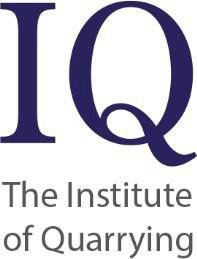 IQ
The Institute
of Quarrying